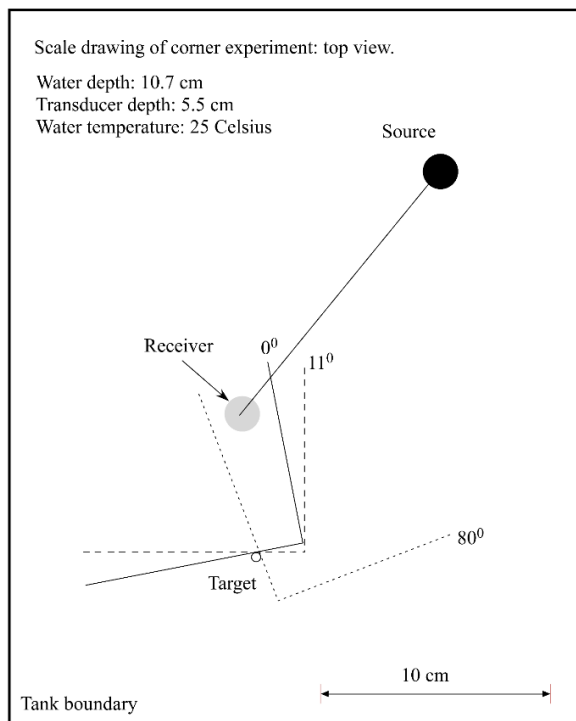 Scale drawing of corner experiment: top view.
Water depth: 10.7 cm
Transducer depth: 5.5 cm
Water temperature: 25 Celsius
Source
Receiver
0⁰
11⁰
80⁰
Target
10 cm
Tank boundary